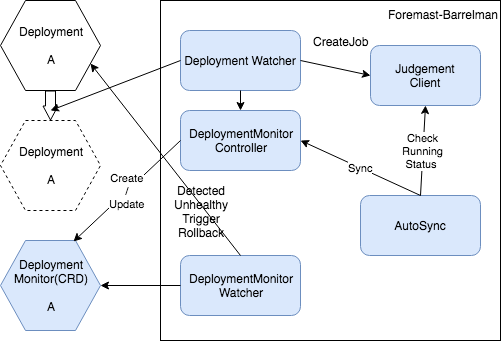 Foremast-Barrelman
Deployment
A
Deployment Watcher
CreateJob
Judgement
Client
Deployment
A
DeploymentMonitor
Controller
Check
Running
Status
Sync
Create
/
Update
Detected
Unhealthy
Trigger
Rollback
AutoSync
Deployment
Monitor(CRD)
A
DeploymentMonitor
Watcher